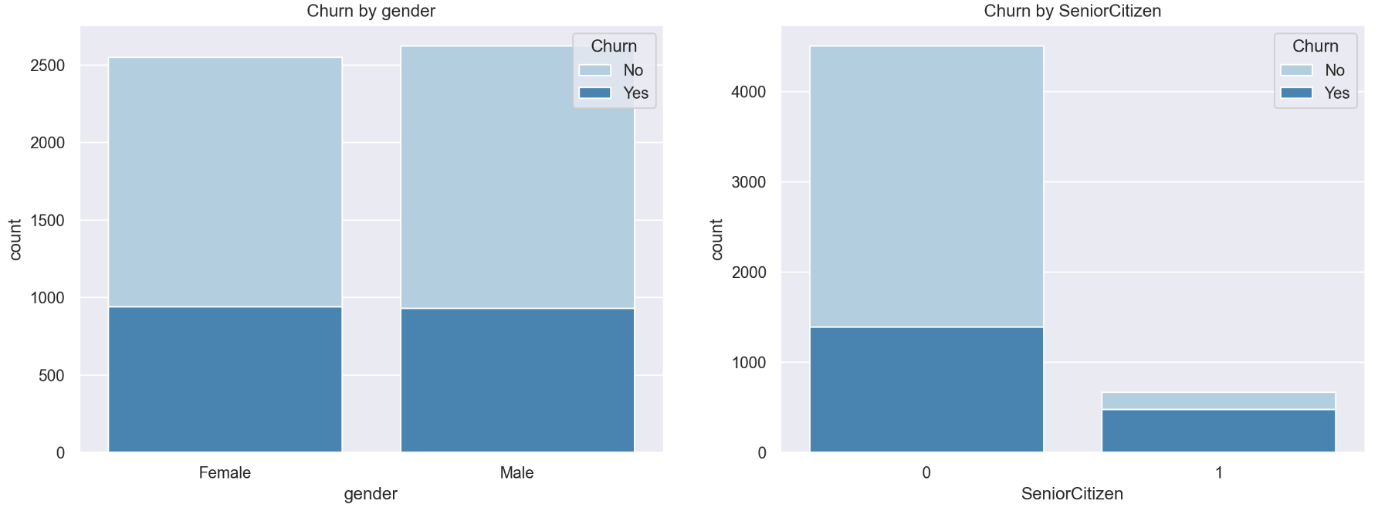 Churn by gender
Churn
No
Yes
2500
2000
1500
1000
500
0
count
Female
Male
gender
Churn by SeniorCitizen
Churn
No
Yes
4000
3000
2000
1000
0
count
0
1
SeniorCitizen